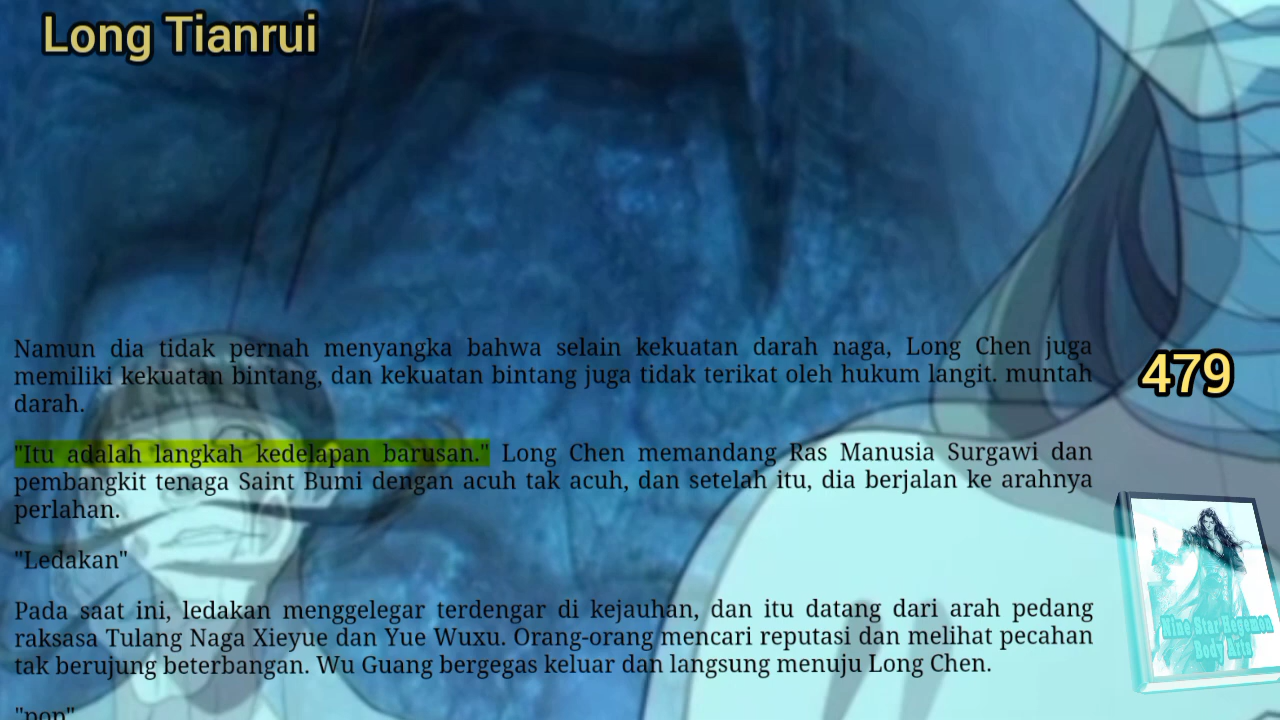 Long Tianrui
Namun dia tidak pernah menyangka bahwa selain kekuatan darah naga, Long Chen juga
memiliki kekuatan bintang, dan kekuatan bintang juga tidak terikat oleh hukum langit. muntah
darah.
479
"Itu adalah langkah kedelapan barusan." Long Chen memandang Ras Manusia Surgawi dan
pembangkit tenaga Saint Bumi dengan acuh tak acuh, dan setelah itu, dia berjalan ke arahnya
perlahan.
"Ledakan"
Pada saat ini, ledakan menggelegar terdengar di kejauhan, dan itu datang dari arah pedang
raksasa Tulang Naga Xieyue dan Yue Wuxu. Orang-orang mencari reputasi dan melihat pecahan
tak berujung beterbangan. Wu Guang bergegas keluar dan langsung menuju Long Chen.
"pop"
Nine Star Hegemon
Body Arts